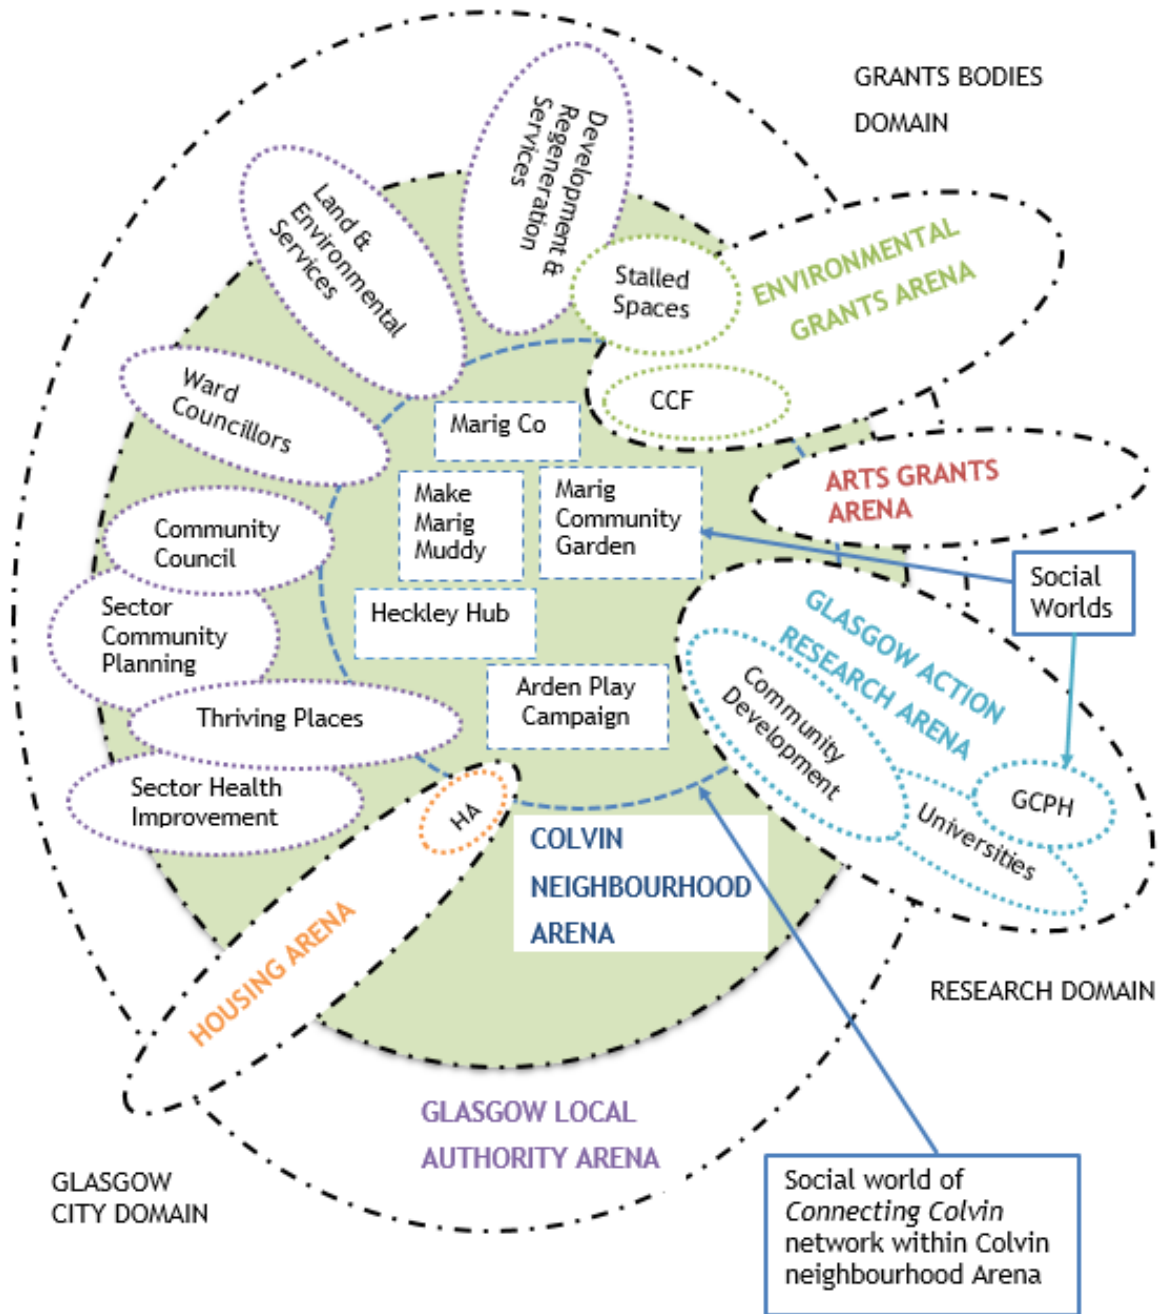 GRANTS BODIES
DOMAIN
Development &
Regeneration
Services
Land &
Environmental
Services
ENVIRONMENTAL
GRANTS ARENA
Stalled
Spaces
CCF
Ward
Councillors
Marig Co
ARTS GRANTS
ARENA
Make
Marig
Muddy
Marig
Community
Garden
Community
Council
Social
Worlds
Sector
Community
Planning
Heckley Hub
GLASGOW ACTION
RESEARCH ARENA
Community
Development
Arden Play
Campaign
Thriving Places
GCPH
Universities
Sector Health
Improvement
HA
COLVIN
NEIGHBOURHOOD
ARENA
HOUSING ARENA
RESEARCH DOMAIN
GLASGOW LOCAL
AUTHORITY ARENA
GLASGOW
CITY DOMAIN
Social world of
Connecting Colvin
network within Colvin
neighbourhood Arena